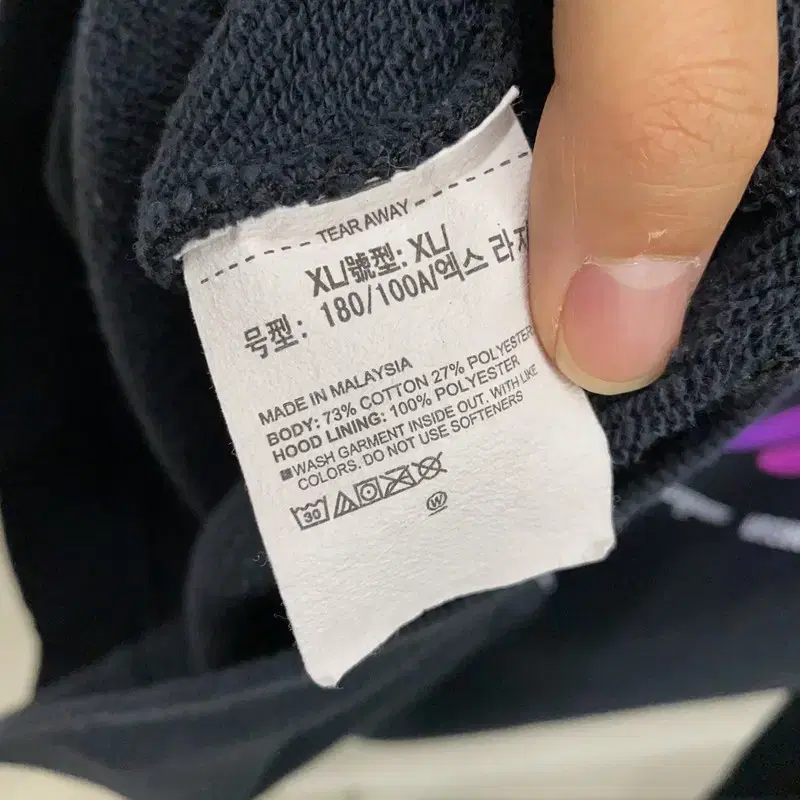 TEAR AWAY
XL/號型: XL/
号型: 180/100A/엑스 라지
MADE IN MALAYSIA
BODY: 73% COTTON 27% POLYESTER
HOOD LINING: 100% POLYESTER
WASH GARMENT INSIDE OUT. WITH LIKE
COLORS. DO NOT USE SOFTENERS
30
W